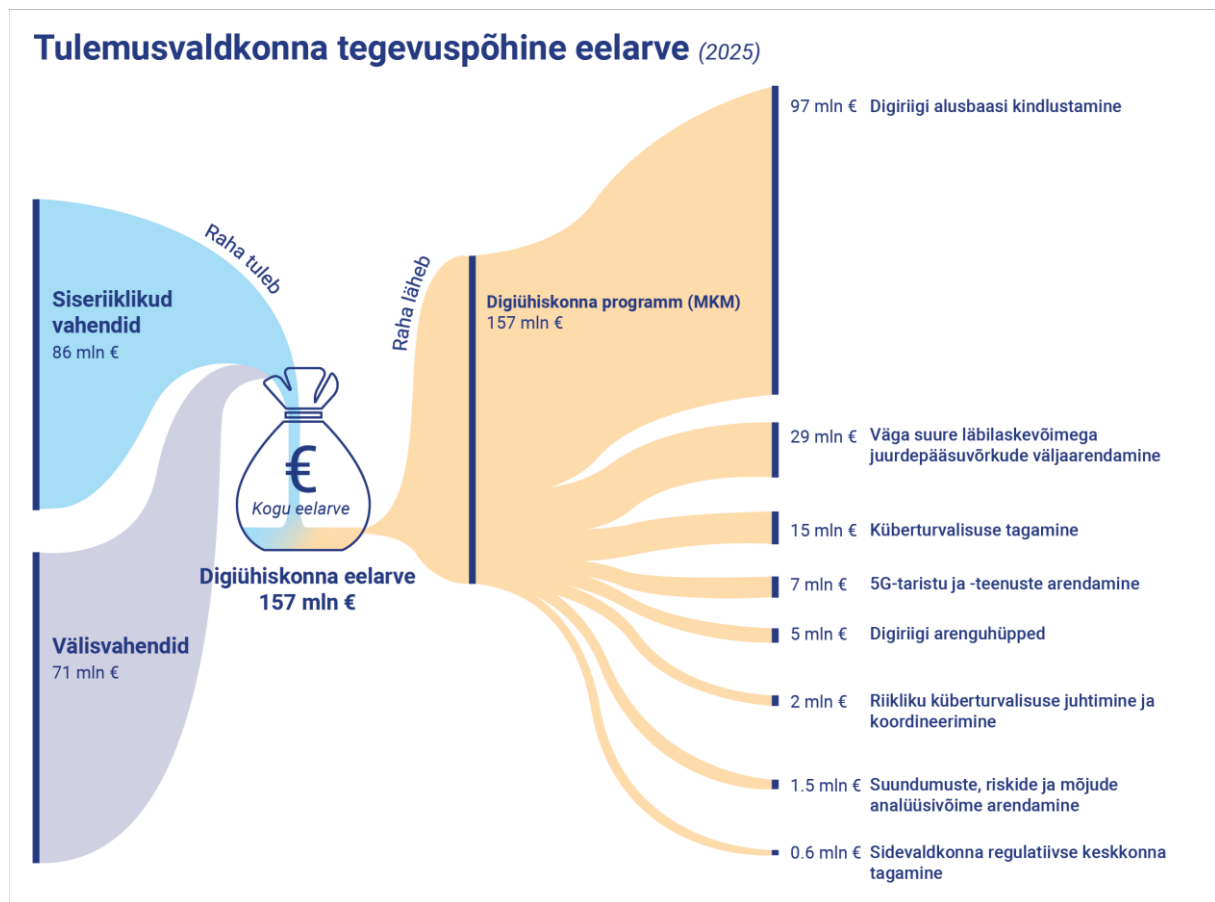 Tulemusvaldkonna tegevuspõhine eelarve (2025)
Raha tuleb
Siseriiklikud
vahendid
86 mln €
Välisvahendid
71 mln €
€
Kogu eelarve
Digiühiskonna eelarve
157 mln €
Raha läheb
Digiühiskonna programm (MKM)
157 mln €
97 mln € Digiriigi alusbaasi kindlustamine
29 mln € Väga suure läbilaskevõimega
juurdepääsuvõrkude väljaarendamine
15 mln € Küberturvalisuse tagamine
7 mln € 5G-taristu ja -teenuste arendamine
5 mln € Digiriigi arenguhüpped
2 mln € Riikliku küberturvalisuse juhtimine ja
koordineerimine
1.5 mln € Suundumuste, riskide ja mõjude
analüüsivõime arendamine
0.6 mln € Sidevaldkonna regulatiivse keskkonna
tagamine